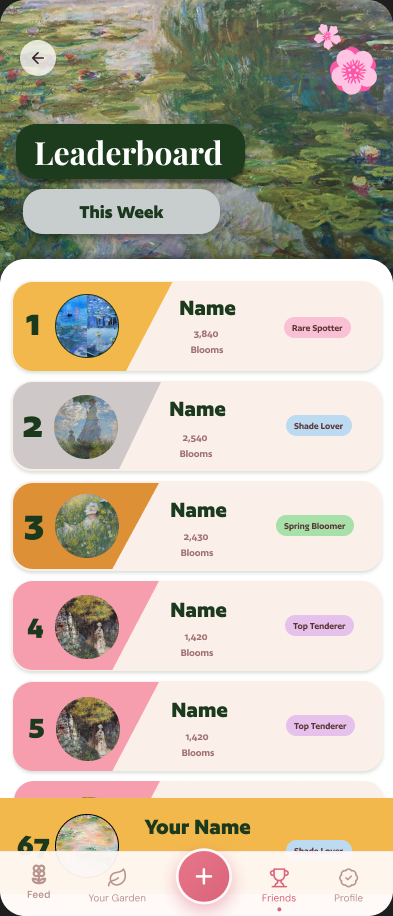 Leaderboard
This Week
1
Name
3,840
Blooms
Rare Spotter
2
Name
2,540
Blooms
Shade Lover
3
Name
2,430
Blooms
Spring Bloomer
4
Name
1,420
Blooms
Top Tenderer
5
Name
1,420
Blooms
Top Tenderer
67
Your Name
Shade Lover
Feed
Your Garden
Friends
Profile